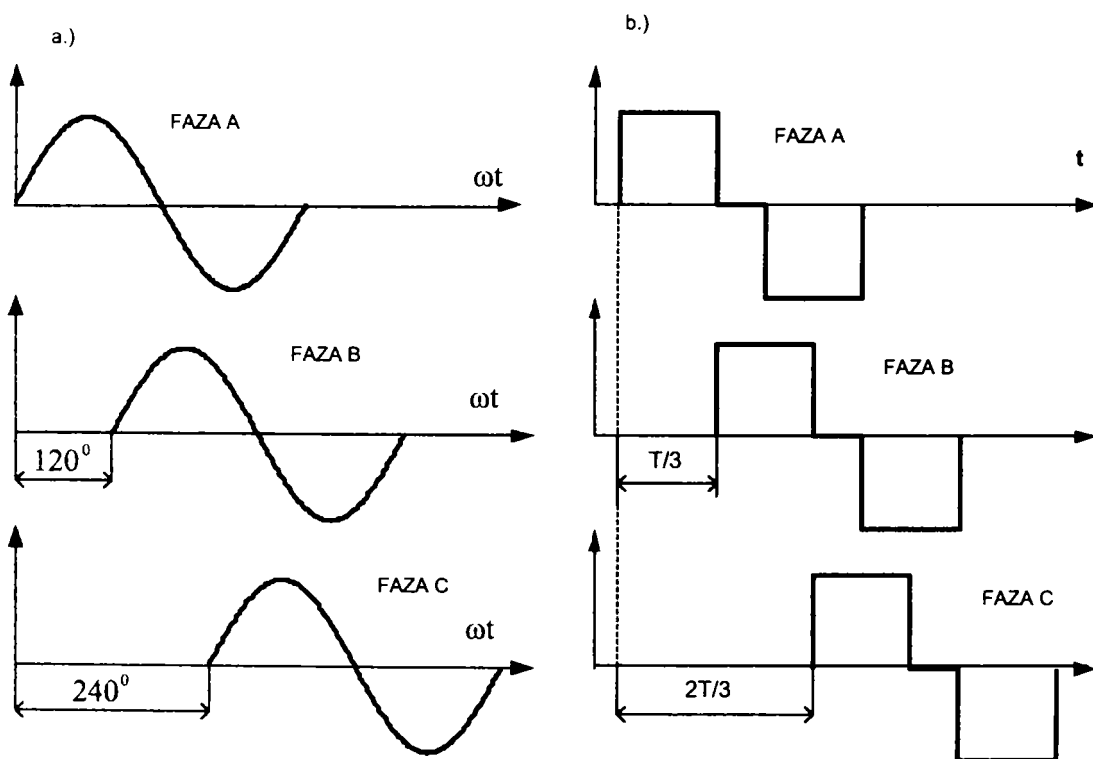 a.)
FAZA A
ωt
FAZA B
ωt
120⁰
FAZA C
ωt
240⁰
b.)
FAZA A
t
FAZA B
T/3
FAZA C
2T/3